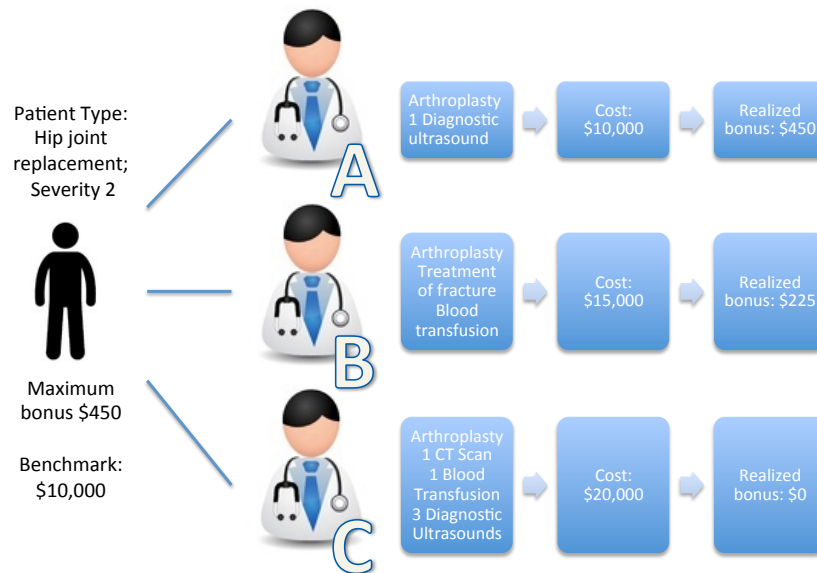 Patient Type:
Hip joint
replacement;
Severity 2
Maximum
bonus $450
Benchmark:
$10,000
A
Arthroplasty
1 Diagnostic
ultrasound
Cost:
$10,000
Realized
bonus: $450
B
Arthroplasty
Treatment
of fracture
Blood
transfusion
Cost:
$15,000
Realized
bonus: $225
C
Arthroplasty
1 CT Scan
1 Blood
Transfusion
3 Diagnostic
Ultrasounds
Cost:
$20,000
Realized
bonus: $0